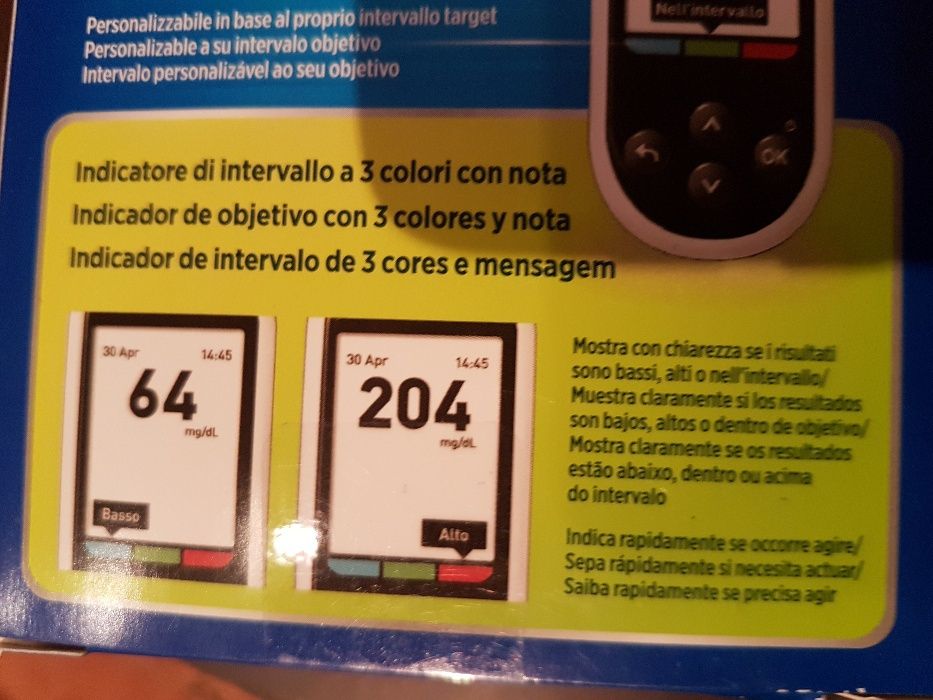 Personalizzabile in base al proprio intervallo target
Personalizable a su intervalo objetivo
Intervalo personalizável ao seu objetivo
Nell'intervallo
OK
Indicatore di intervallo a 3 colori con nota
Indicador de objetivo con 3 colores y nota
Indicador de intervalo de 3 cores e mensagem
30 Apr 14:45
64
mg/dL
Basso
30 Apr 14:45
204
mg/dL
Alto
Mostra con chiarezza se i risultati
sono bassi, alti o nell'intervallo/
Muestra claramente si los resultados
son bajos, altos o dentro de objetivo/
Mostra claramente se os resultados
estão abaixo, dentro ou acima
do intervalo
Indica rapidamente se occorre agire/
Sepa rápidamente si necesita actuar/
Saiba rapidamente se precisa agir